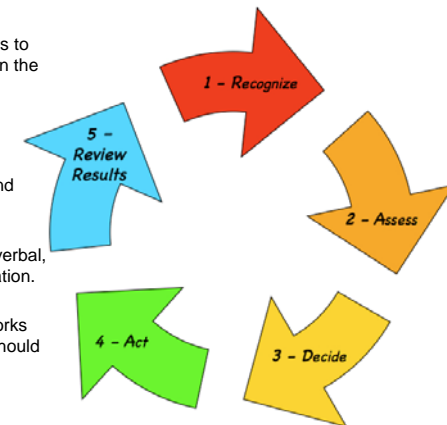 s to
n the
nd
verbal,
ation.
orks
hould
1 – Recognize
2 – Assess
3 – Decide
4 – Act
5 –
Review
Results